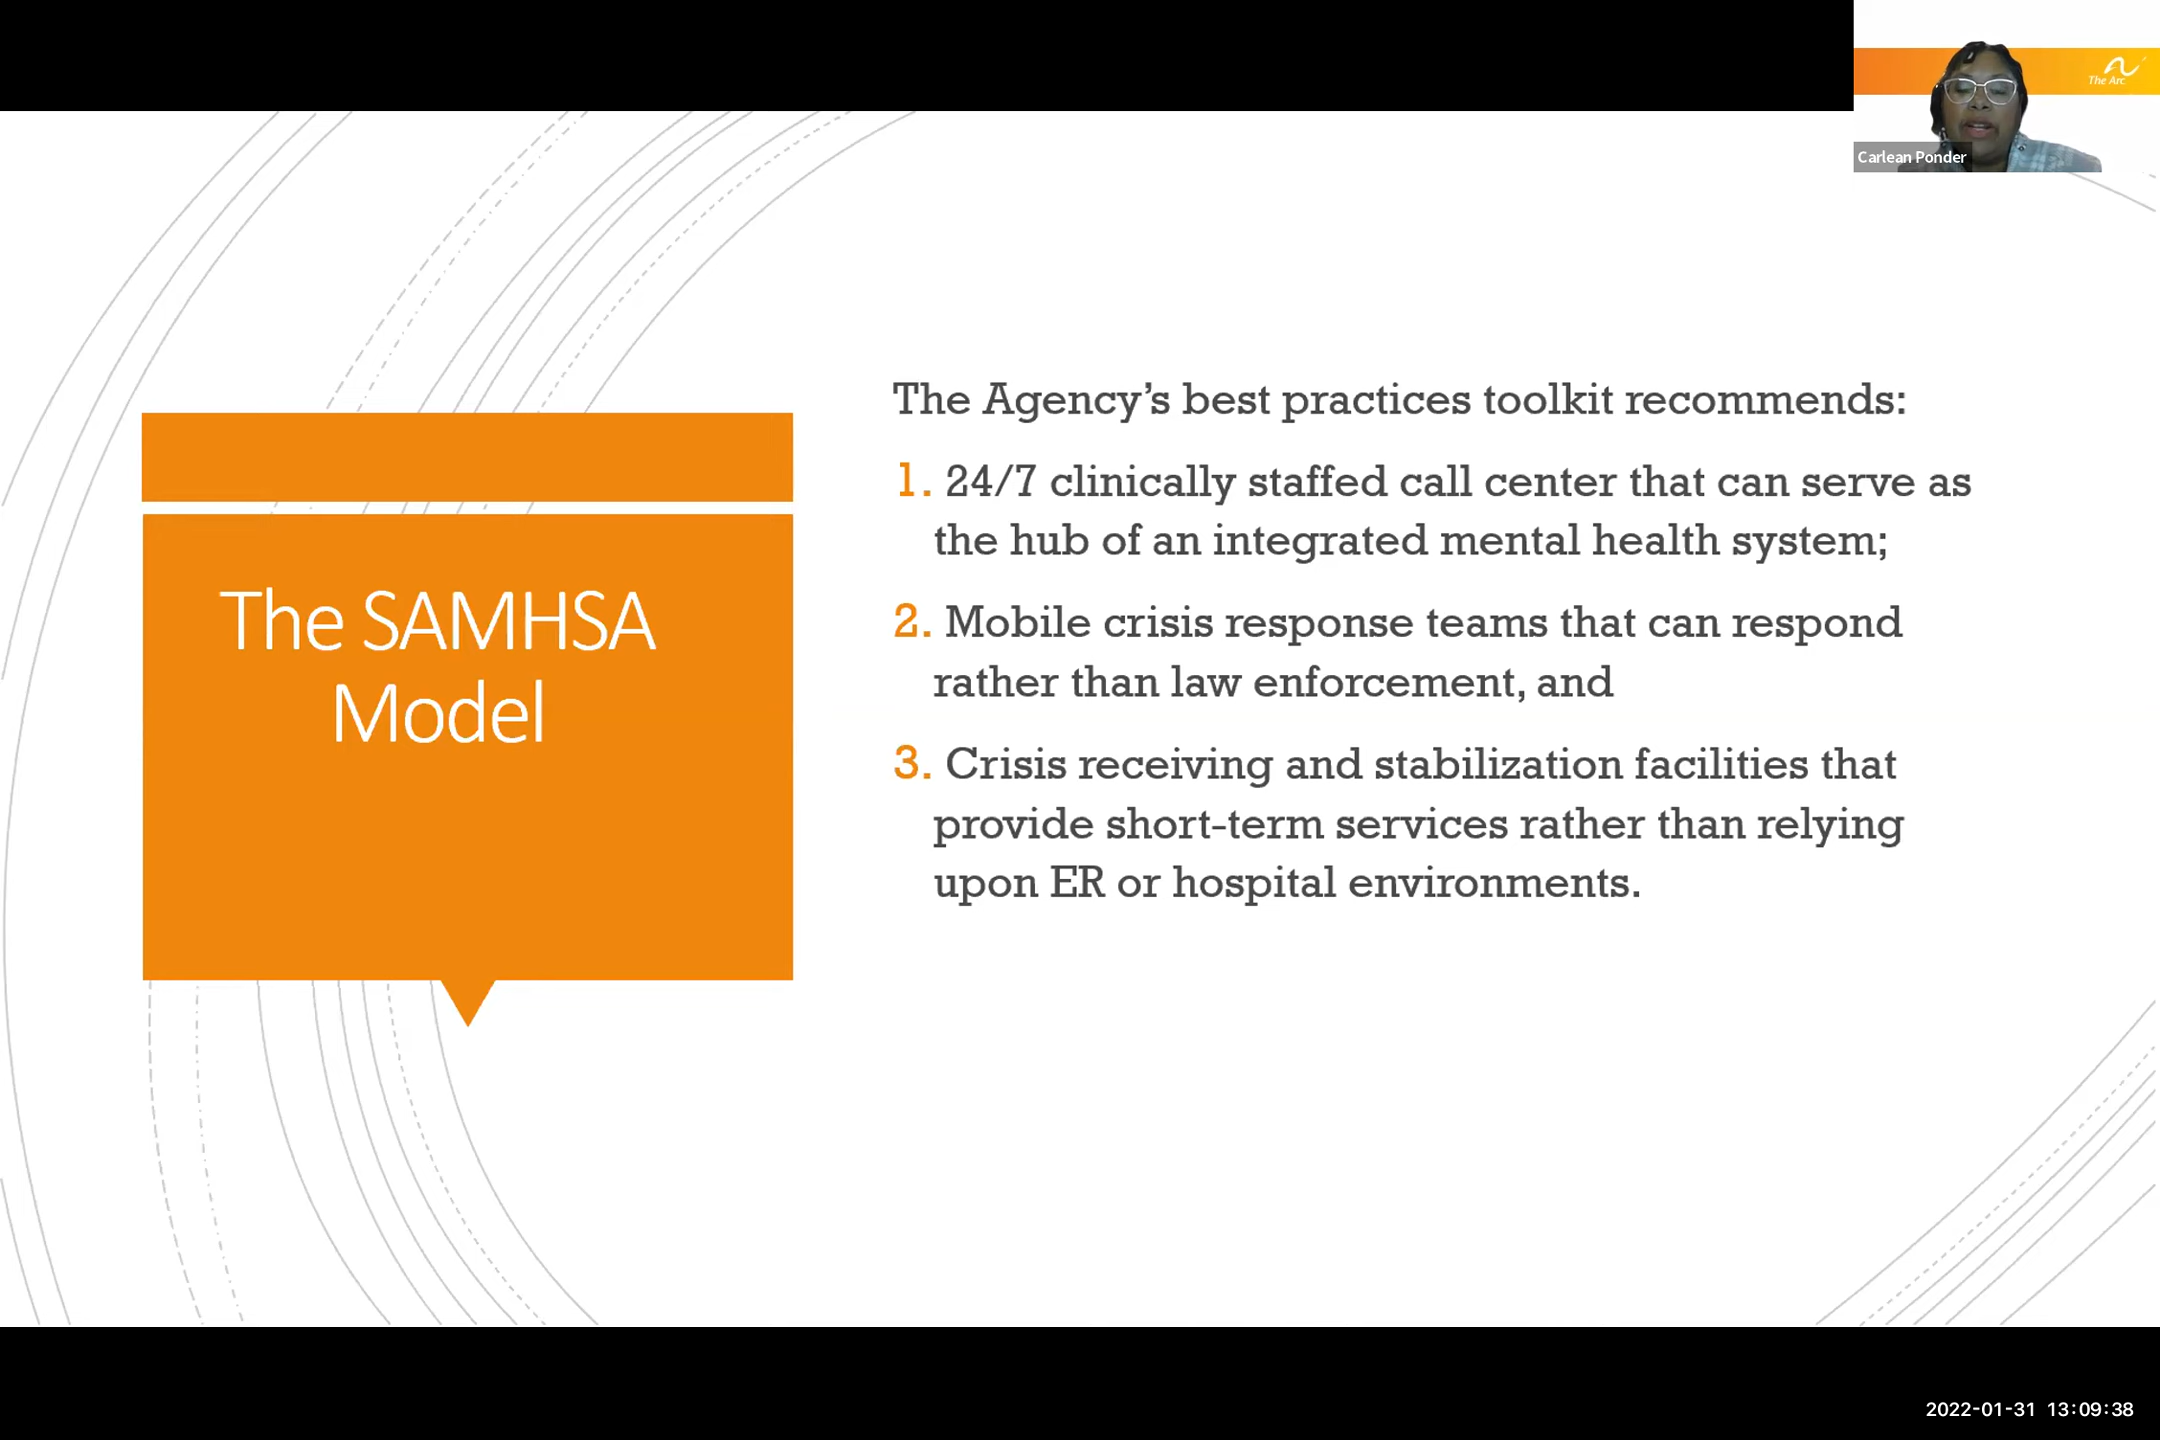 The Arc
Carlean Ponder
The SAMHSA
Model
The Agency’s best practices toolkit recommends:
1. 24/7 clinically staffed call center that can serve as
the hub of an integrated mental health system;
2. Mobile crisis response teams that can respond
rather than law enforcement, and
3. Crisis receiving and stabilization facilities that
provide short-term services rather than relying
upon ER or hospital environments.
2022-01-31 13:09:38